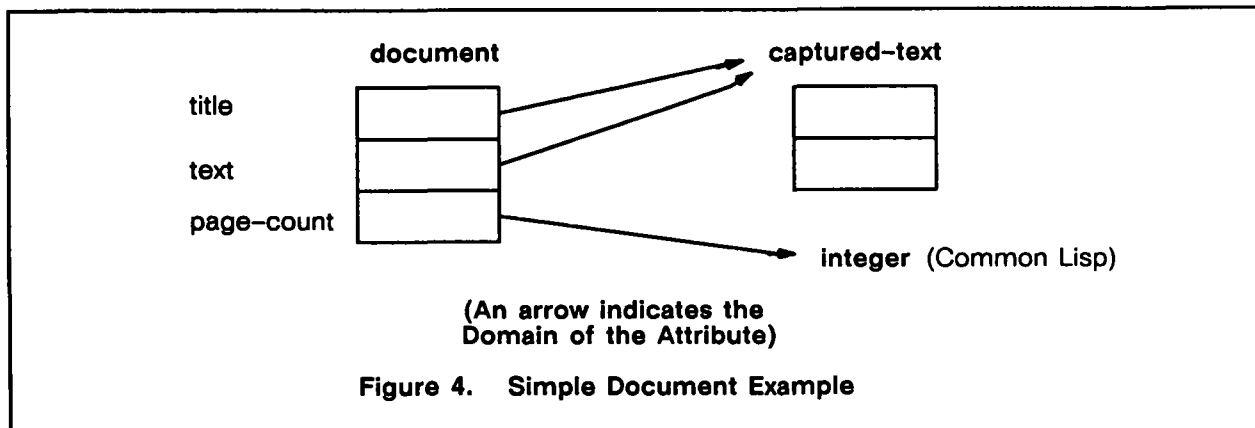 document
captured-text
title
text
page-count
integer (Common Lisp)
(An arrow indicates the
Domain of the Attribute)
Figure 4. Simple Document Example